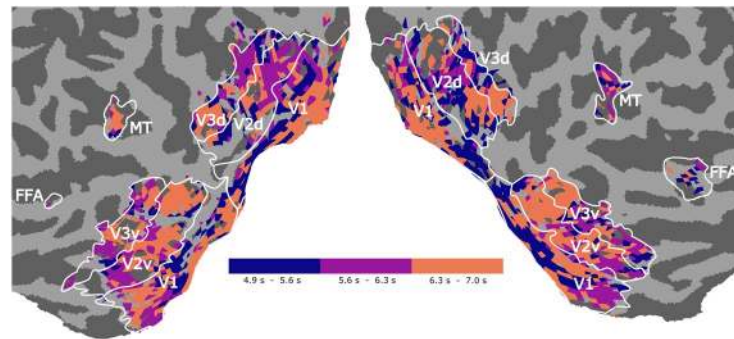 V3d
V2d
V1
V3d
V2d
V1
MT
MT
FFA
FFA
V3v
V2v
V1
V3v
V2v
V1
4.9 s - 5.6 s
5.6 s - 6.3 s
6.3 s - 7.0 s